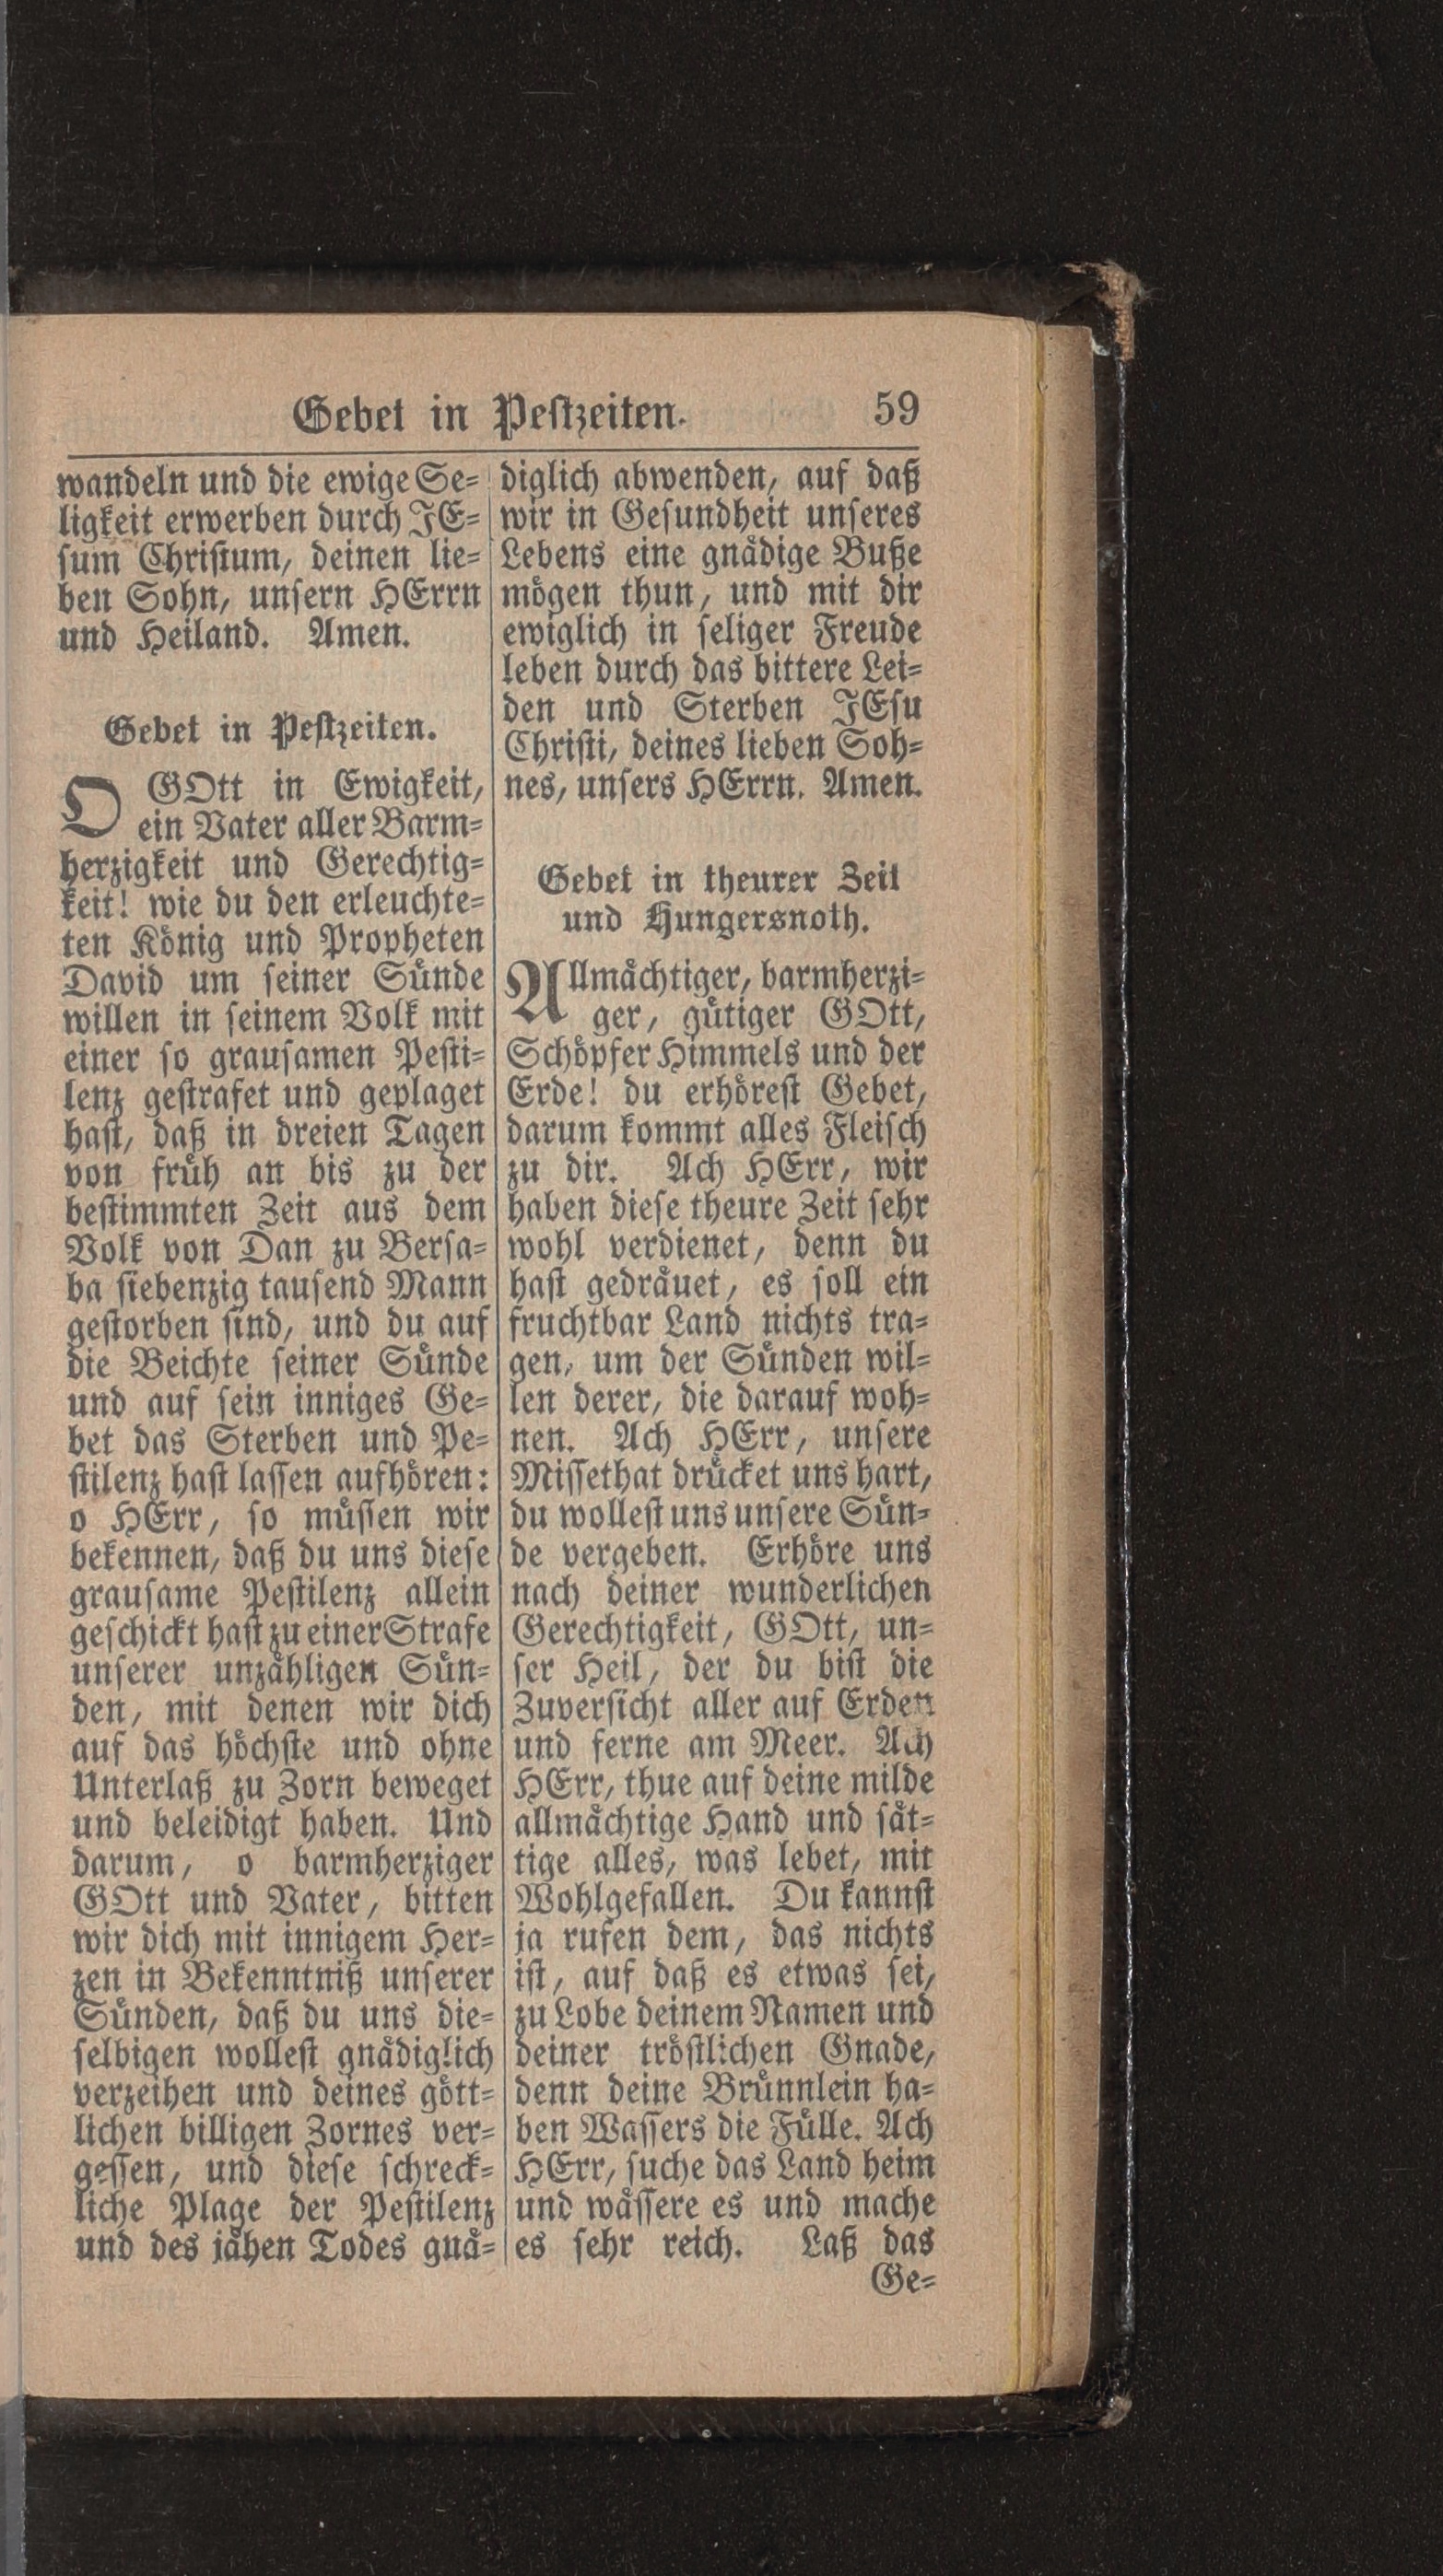 Gebet in Pestzeiten. 59
wandeln und die ewige Se-
ligkeit erwerben durch JE-
sum Christum, deinen lie-
ben Sohn, unsern HErrn
und Heiland. Amen.
Gebet in Pestzeiten.
O GOtt in Ewigkeit,
ein Vater aller Barm-
herzigkeit und Gerechtig-
keit! wie du den erleuchte-
ten König und Propheten
David um seiner Sünde
willen in seinem Volk mit
einer so grausamen Pesti-
lenz gestrafet und geplaget
hast, daß in dreien Tagen
von früh an bis zu der
bestimmten Zeit aus dem
Volk von Dan zu Bersa-
ba siebenzig tausend Mann
gestorben sind, und du auf
die Beichte seiner Sünde
und auf sein inniges Ge-
bet das Sterben und Pe-
stilenz hast lassen aufhören:
o HErr, so müssen wir
bekennen, daß du uns diese
grausame Pestilenz allein
geschickt hast zu einer Strafe
unserer unzähligen Sün-
den, mit denen wir dich
auf das höchste und ohne
Unterlaß zu Zorn beweget
und beleidigt haben. Und
darum, o barmherziger
GOtt und Vater, bitten
wir dich mit innigem Her-
zen in Bekenntniß unserer
Sünden, daß du uns die-
selbigen wollest gnädiglich
verzeihen und deines gött-
lichen billigen Zornes ver-
gessen, und diese schreck-
liche Plage der Pestilenz
und des jähen Todes gnä-
diglich abwenden, auf daß
wir in Gesundheit unseres
Lebens eine gnädige Buße
mögen thun, und mit dir
ewiglich in seliger Freude
leben durch das bittere Lei-
den und Sterben JEsu
Christi, deines lieben Soh-
nes, unsers HErrn. Amen.
Gebet in theurer Zeit
und Hungersnoth.
Allmächtiger, barmherzi-
ger, gütiger GOtt,
Schöpfer Himmels und der
Erde! du erhörest Gebet,
darum kommt alles Fleisch
zu dir. Ach HErr, wir
haben diese theure Zeit sehr
wohl verdienet, denn du
hast gedräuet, es soll ein
fruchtbar Land nichts tra-
gen, um der Sünden wil-
len derer, die darauf woh-
nen. Ach HErr, unsere
Missethat drücket uns hart,
du wollest uns unsere Sün-
de vergeben. Erhöre uns
nach deiner wunderlichen
Gerechtigkeit, GOtt, un-
ser Heil, der du bist die
Zuversicht aller auf Erden
und ferne am Meer. Ach
HErr, thue auf deine milde
allmächtige Hand und sät-
tige alles, was lebet, mit
Wohlgefallen. Du kannst
ja rufen dem, das nichts
ist, auf daß es etwas sei,
zu Lobe deinem Namen und
deiner tröstlichen Gnade,
denn deine Brünnlein ha-
ben Wassers die Fülle. Ach
HErr, suche das Land heim
und wässere es und mache
es sehr reich. Laß das
Ge-